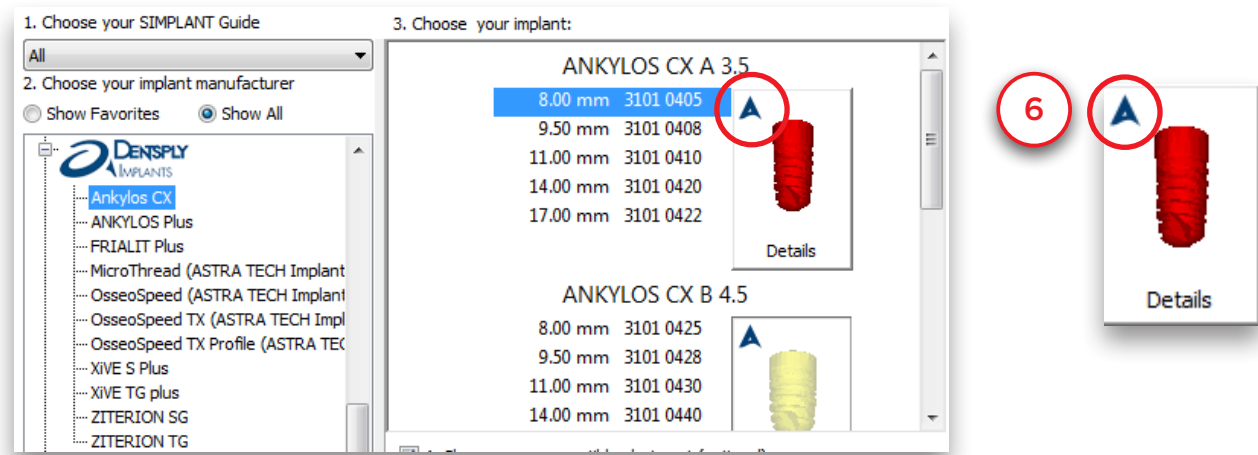 1. Choose your SIMPLANT Guide
All
2. Choose your implant manufacturer
Show Favorites Show All
DENTSPLY
IMPLANTS
Ankylos CX
ANKYLOS Plus
FRIALIT Plus
MicroThread (ASTRA TECH Implant
OsseoSpeed (ASTRA TECH Implant
OsseoSpeed TX (ASTRA TECH Impl
OsseoSpeed TX Profile (ASTRA TEC
XiVE S Plus
XiVE TG plus
ZITERION SG
ZITERION TG
3. Choose your implant:
ANKYLOS CX A 3.5
8.00 mm 3101 0405
9.50 mm 3101 0408
11.00 mm 3101 0410
14.00 mm 3101 0420
17.00 mm 3101 0422
Details
ANKYLOS CX B 4.5
8.00 mm 3101 0425
9.50 mm 3101 0428
11.00 mm 3101 0430
14.00 mm 3101 0440
6
Details